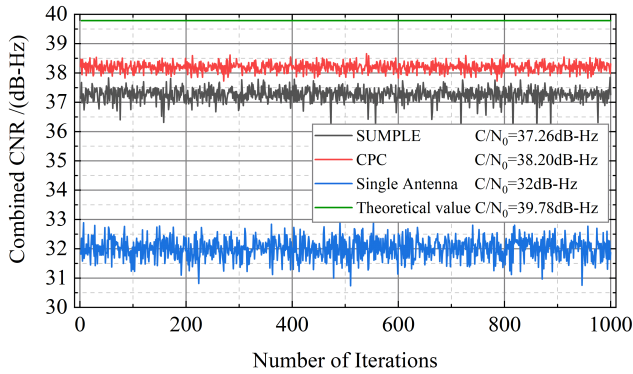 Combined CNR /(dB-Hz)
40
39
38
37
36
35
34
33
32
31
30
SUMPLE C/N₀=37.26dB-Hz
CPC C/N₀=38.20dB-Hz
Single Antenna C/N₀=32dB-Hz
Theoretical value C/N₀=39.78dB-Hz
0 200 400 600 800 1000
Number of Iterations